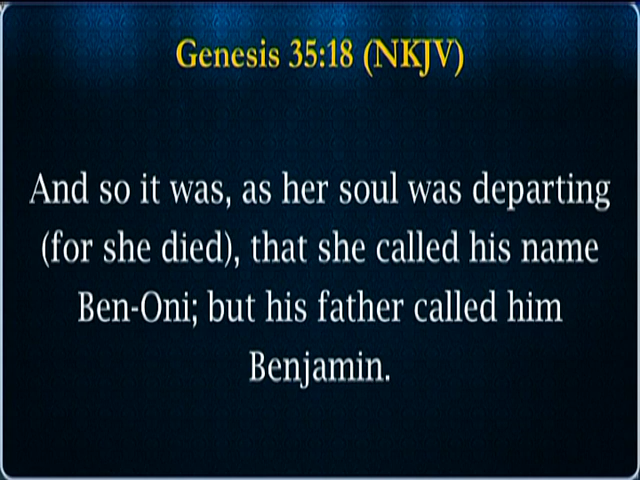 Genesis 35:18 (NKJV)
And so it was, as her soul was departing
(for she died), that she called his name
Ben-Oni; but his father called him
Benjamin.